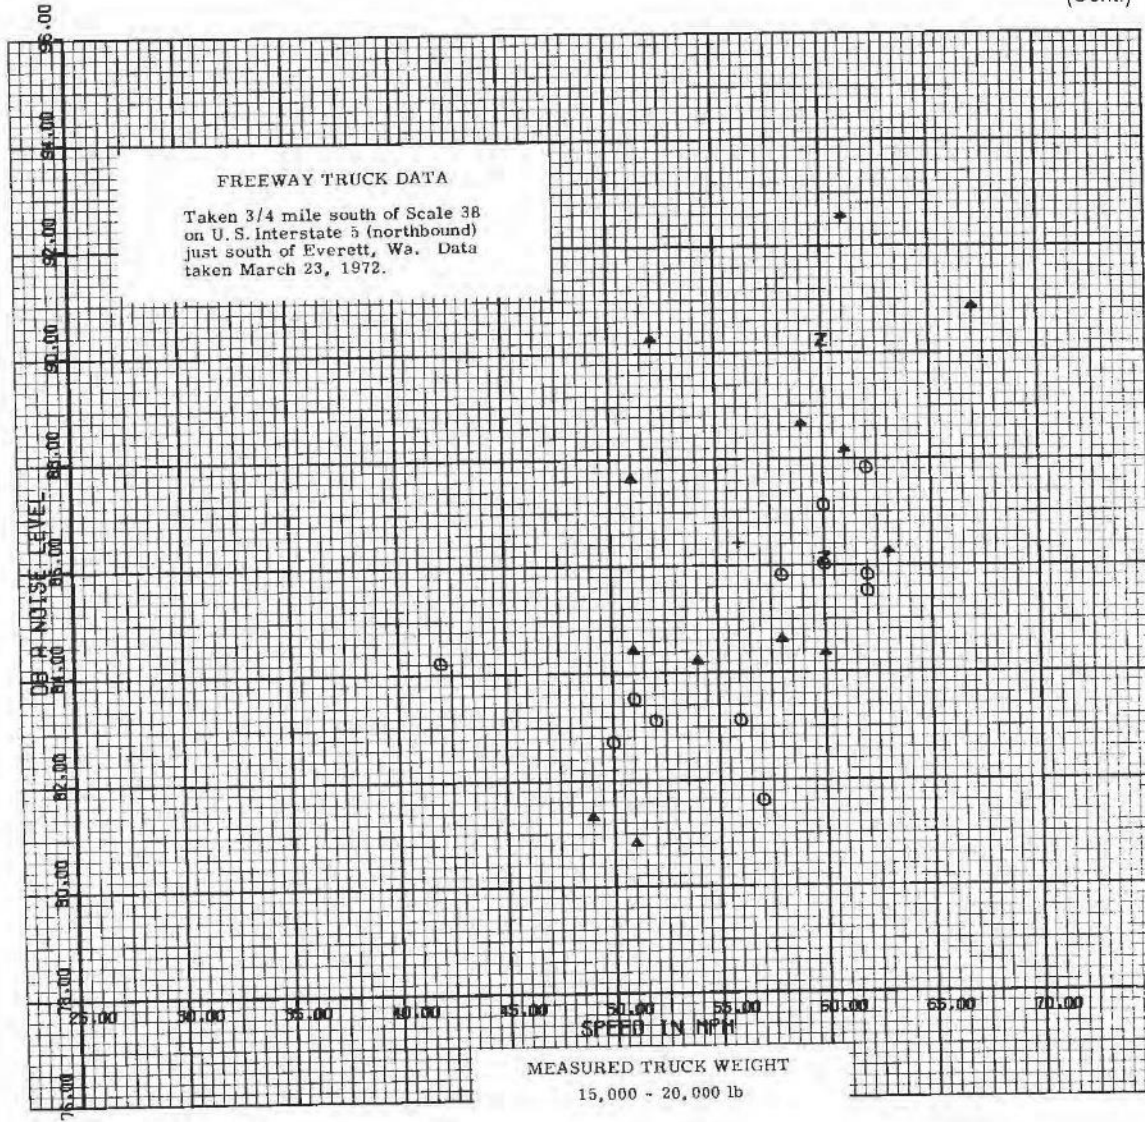 (Cont.)
96.00
94.00
92.00
90.00
88.00
86.00
84.00
82.00
80.00
78.00
76.00
DB A NOISE LEVEL
FREEWAY TRUCK DATA
Taken 3/4 mile south of Scale 38
on U.S. Interstate 5 (northbound)
just south of Everett, Wa. Data
taken March 23, 1972.
Z
Z
25.00 30.00 35.00 40.00 45.00 50.00 55.00 60.00 65.00 70.00
SPEED IN MPH
MEASURED TRUCK WEIGHT
15,000 - 20,000 lb